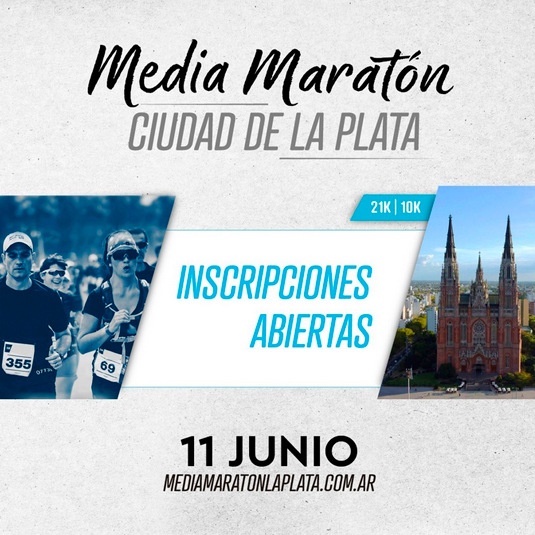 Media Maratón
CIUDAD DE LA PLATA
21K | 10K
INSCRIPCIONES
ABIERTAS
355
69
11 JUNIO
MEDIAMARATONLAPLATA.COM.AR